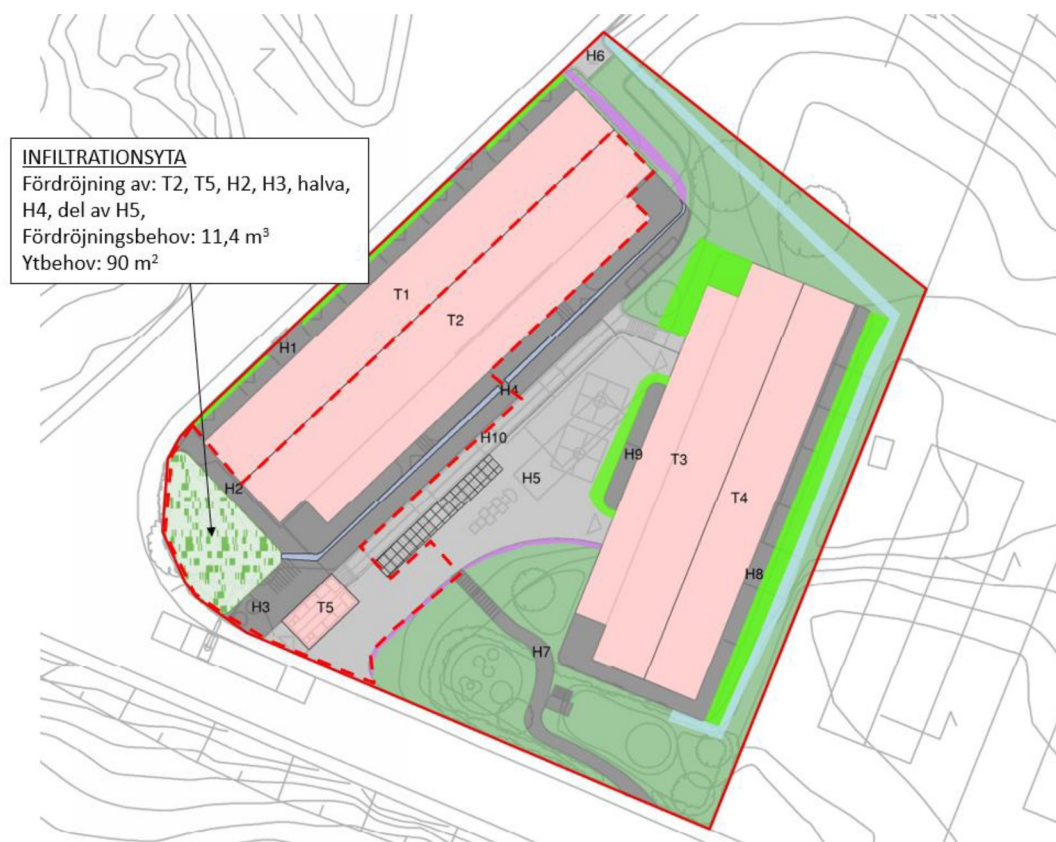 INFILTRATIONSYTA
Fördröjning av: T2, T5, H2, H3, halva,
H4, del av H5,
Fördröjningsbehov: 11,4 m³
Ytbehov: 90 m²
H6
T1
T2
H1
H4
H10
H9
T3
H2
H5
T4
H8
H3
T5
H7